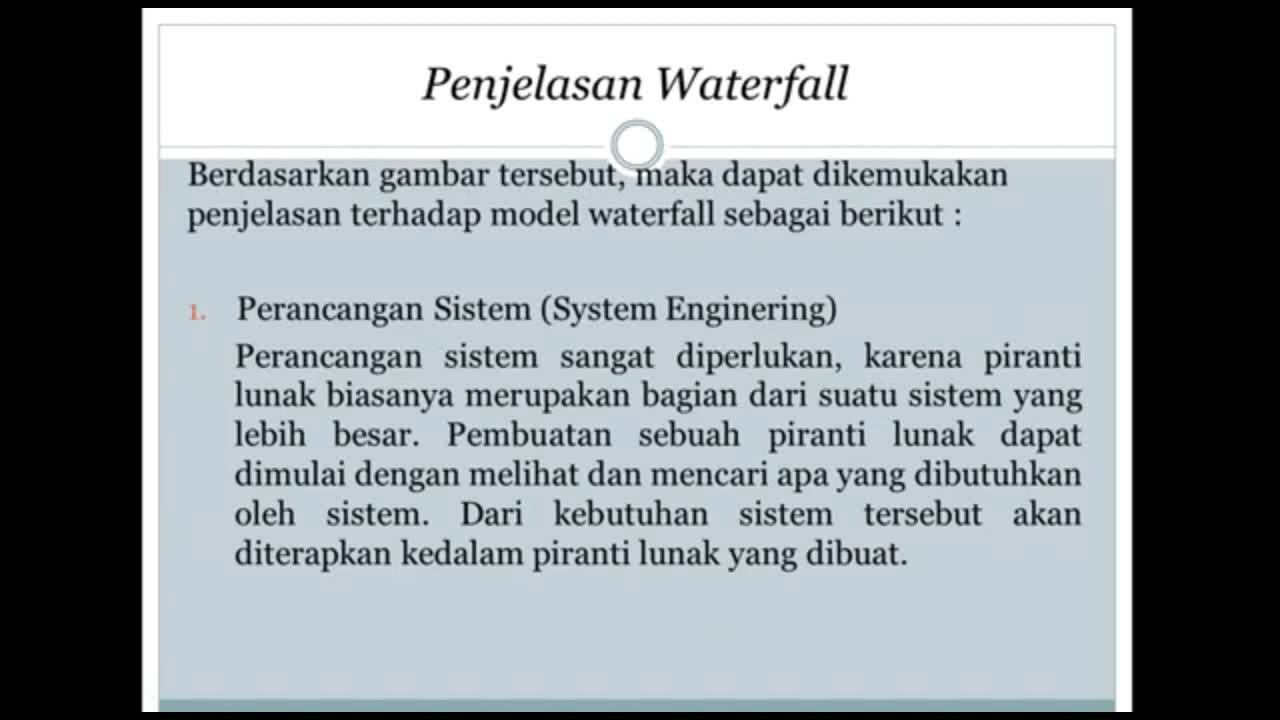 Penjelasan Waterfall
Berdasarkan gambar tersebut, maka dapat dikemukakan
penjelasan terhadap model waterfall sebagai berikut :
1. Perancangan Sistem (System Enginering)
Perancangan sistem sangat diperlukan, karena piranti
lunak biasanya merupakan bagian dari suatu sistem yang
lebih besar. Pembuatan sebuah piranti lunak dapat
dimulai dengan melihat dan mencari apa yang dibutuhkan
oleh sistem. Dari kebutuhan sistem tersebut akan
diterapkan kedalam piranti lunak yang dibuat.